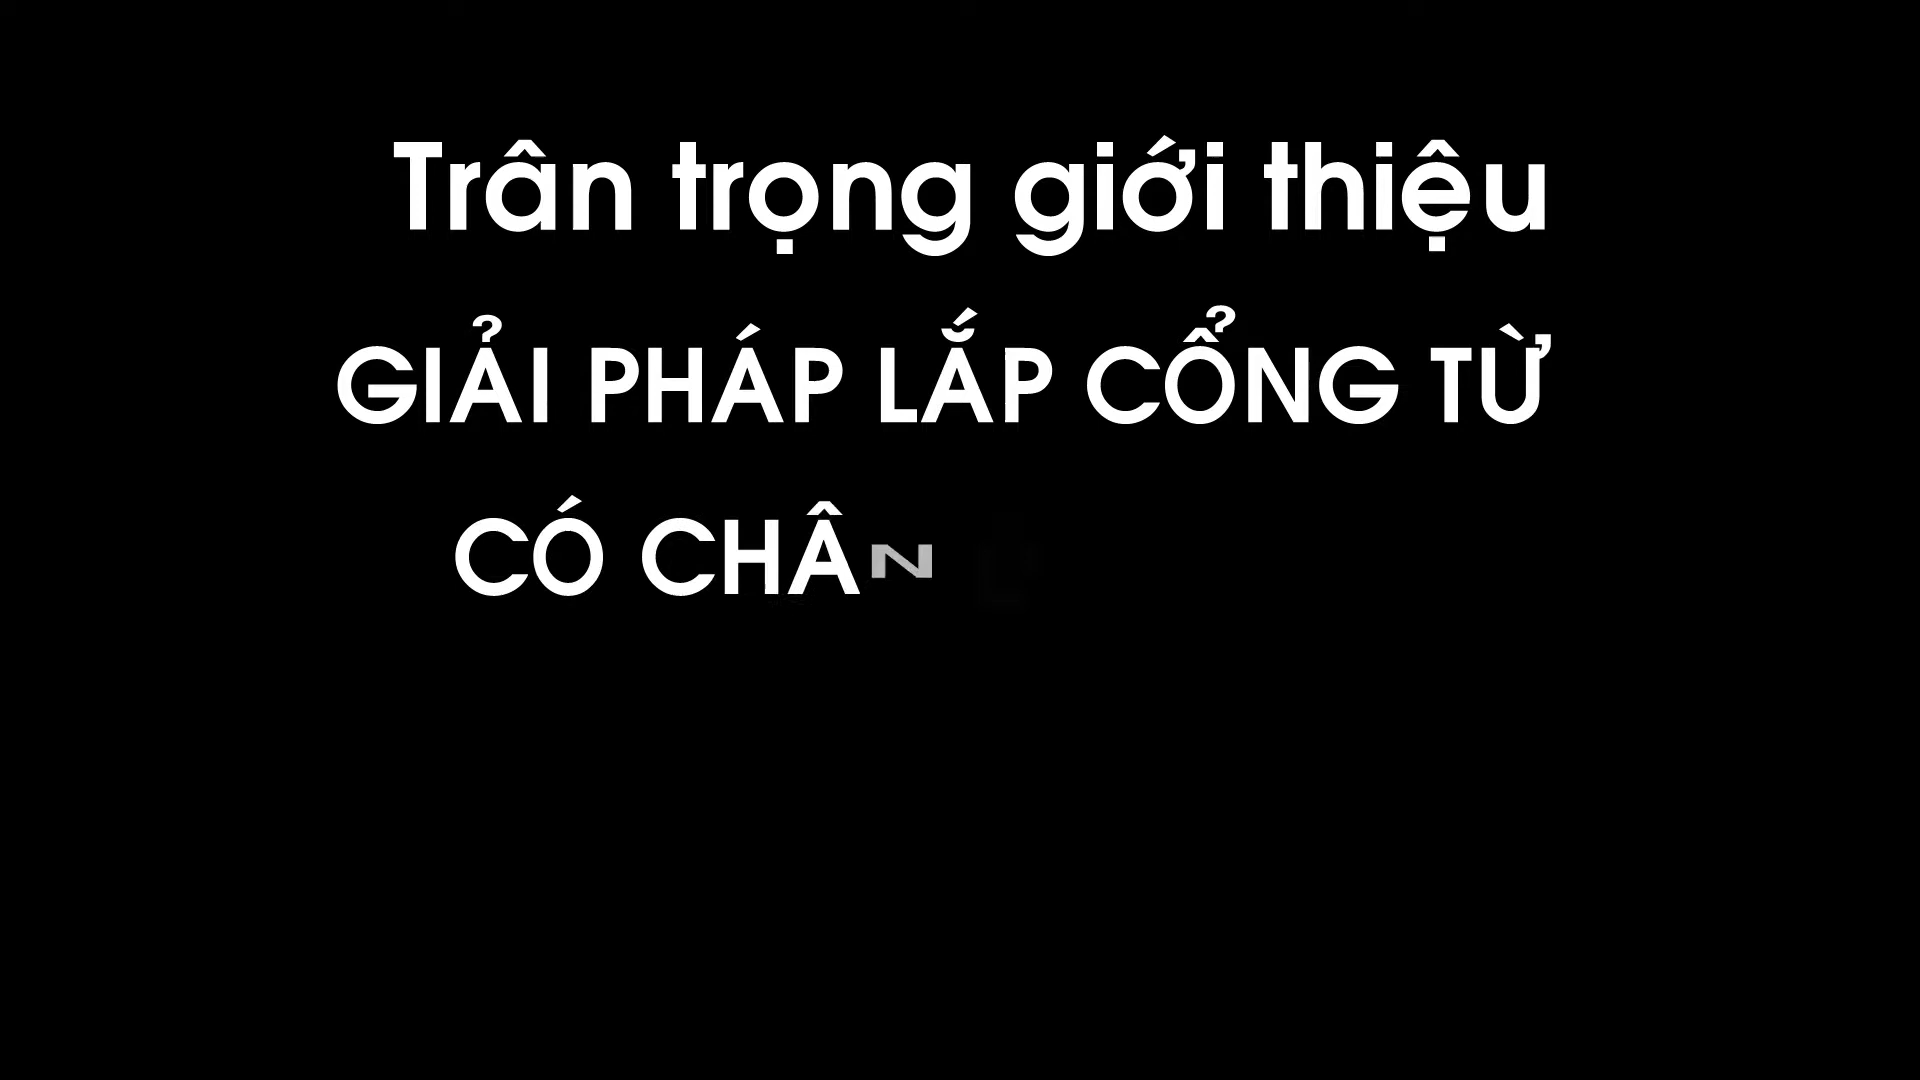 Trân trọng giới thiệu
GIẢI PHÁP LẮP CỔNG TỪ
CÓ CHÂN